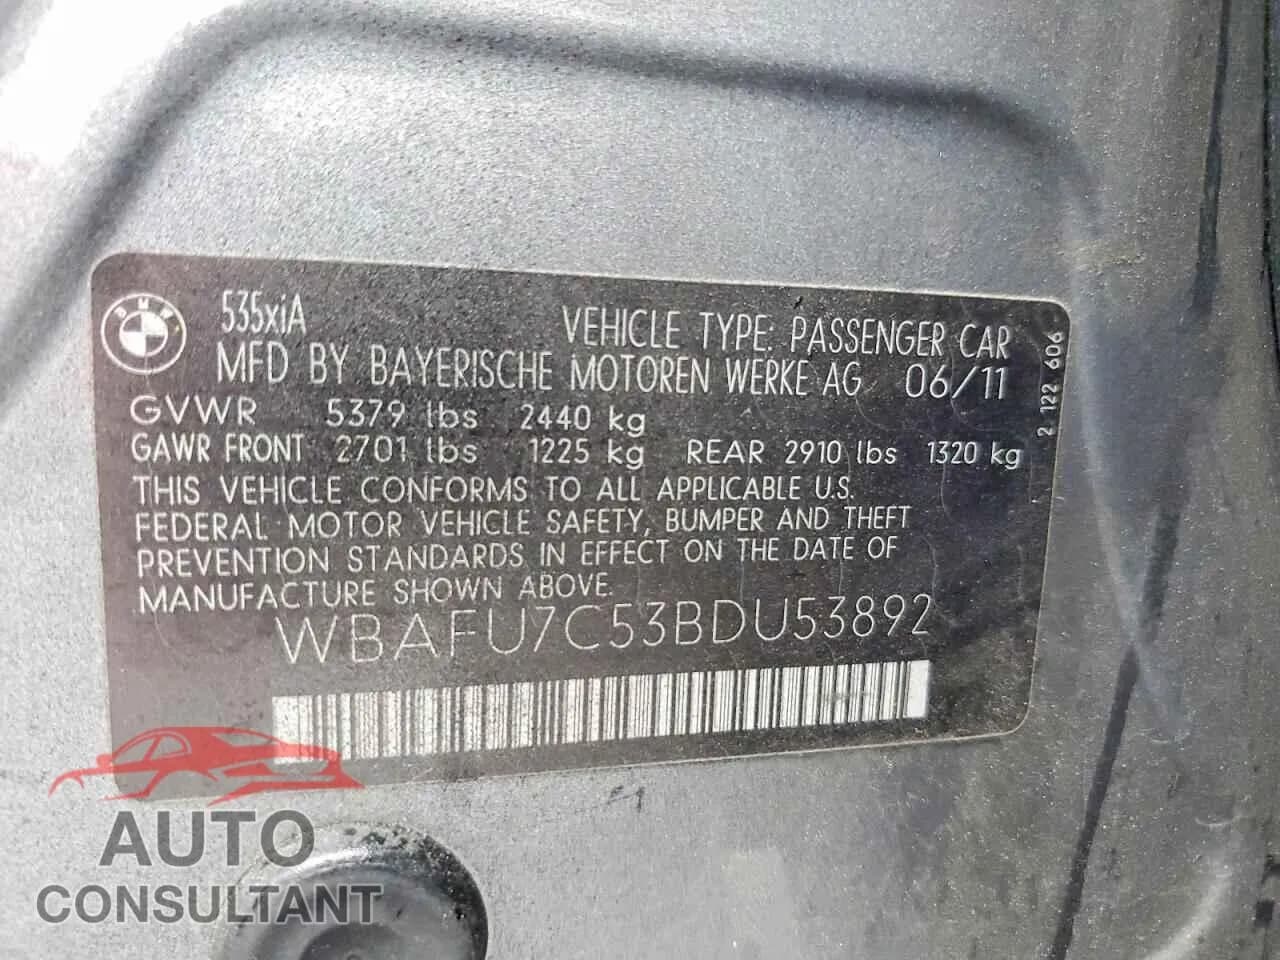 BMW
535xiA
VEHICLE TYPE: PASSENGER CAR
MFD BY BAYERISCHE MOTOREN WERKE AG 06/11
GVWR 5379 lbs 2440 kg
GAWR FRONT 2701 lbs 1225 kg REAR 2910 lbs 1320 kg
THIS VEHICLE CONFORMS TO ALL APPLICABLE U.S.
FEDERAL MOTOR VEHICLE SAFETY, BUMPER AND THEFT
PREVENTION STANDARDS IN EFFECT ON THE DATE OF
MANUFACTURE SHOWN ABOVE.
WBAFU7C53BDU53892
2 122 606
AUTO
CONSULTANT